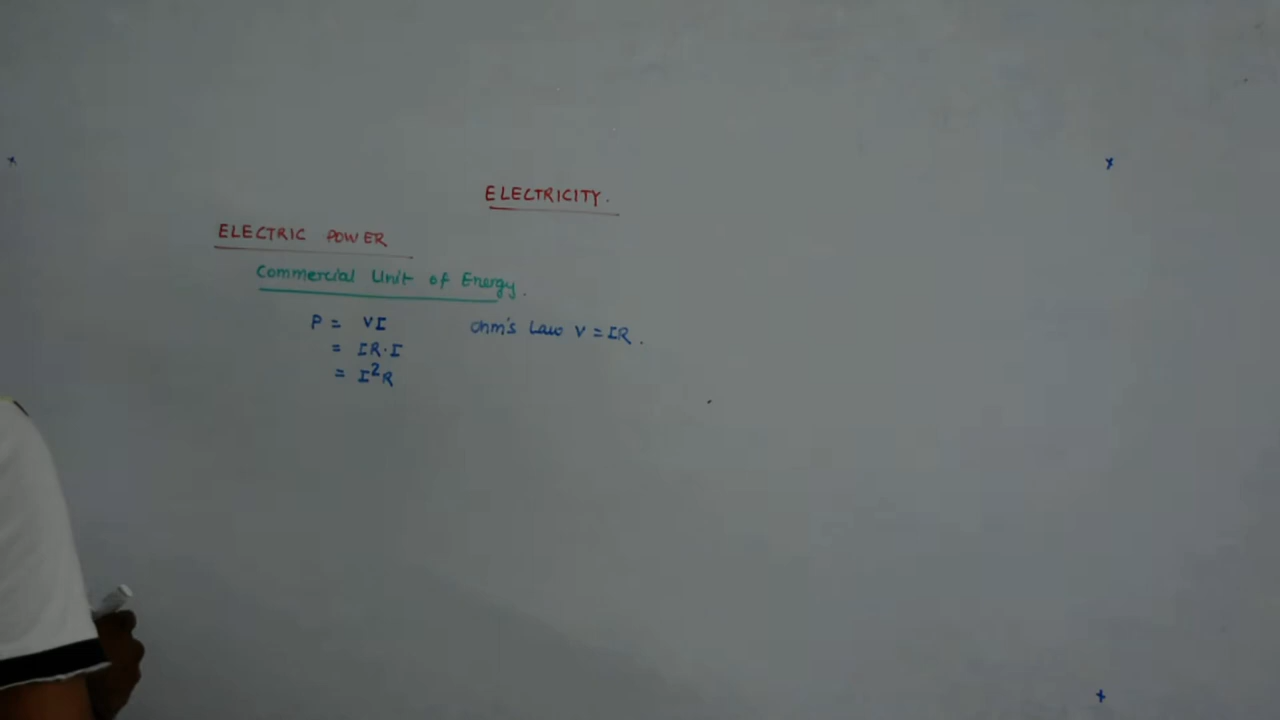 ELECTRICITY.
ELECTRIC POWER
Commercial Unit of Energy.
P = VI
Ohm's Law V = IR.
= IR·I
= I²R